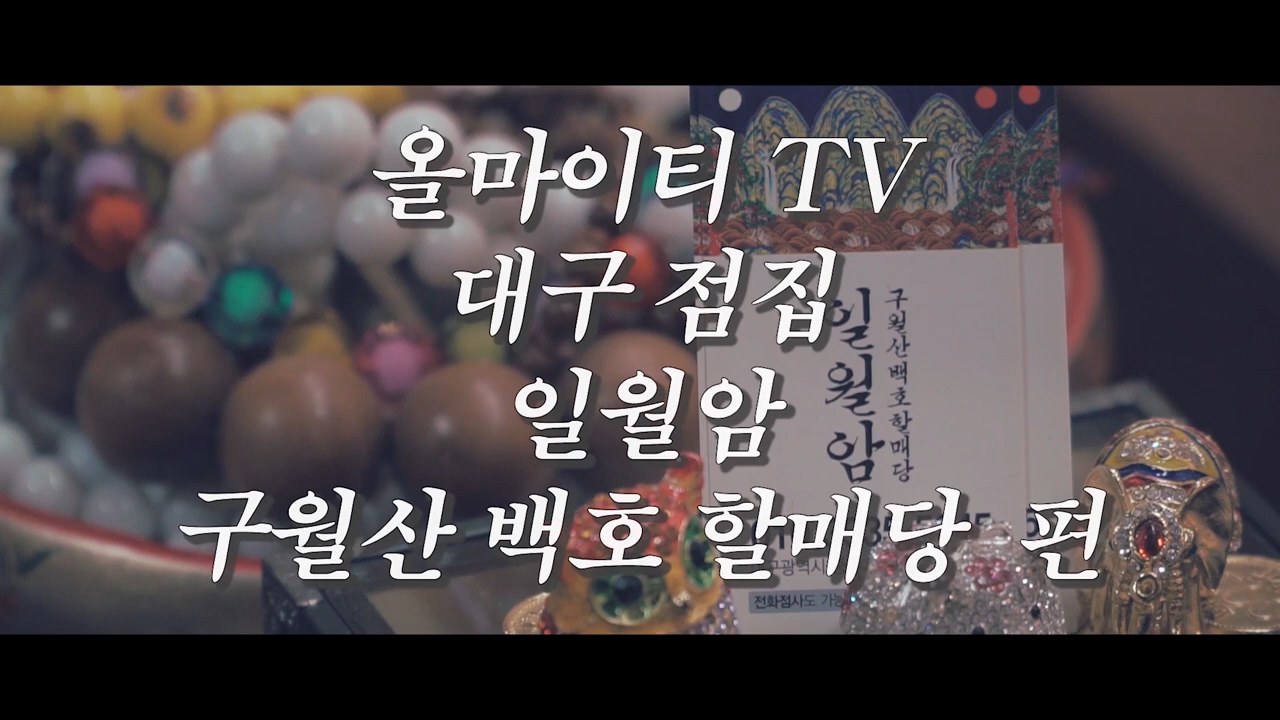 올마이티 TV
대구 점집
일월암
구월산 백호 할매당 편
구월산백호할매당
일월암
전화점사도 가능